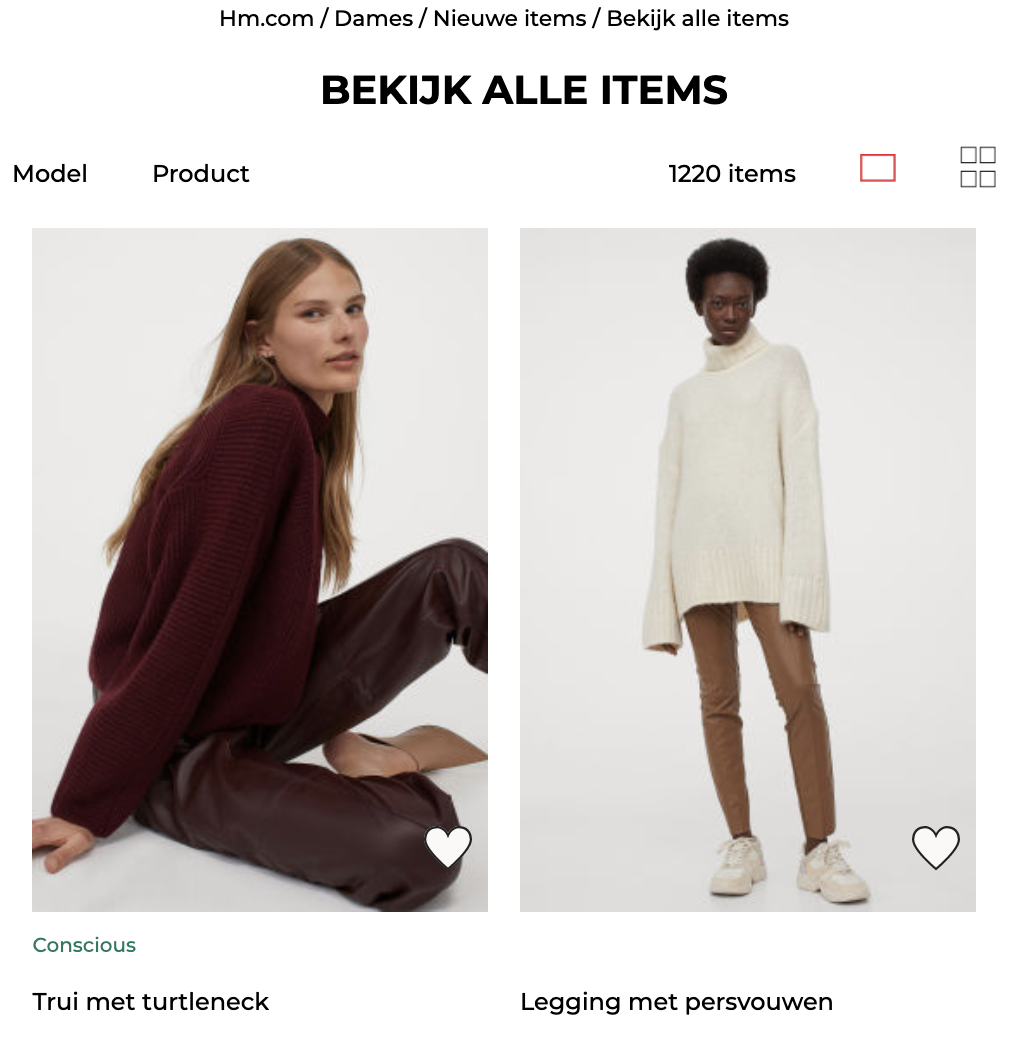 Hm.com / Dames / Nieuwe items / Bekijk alle items
BEKIJK ALLE ITEMS
Model Product 1220 items
Conscious
Trui met turtleneck
Legging met persvouwen